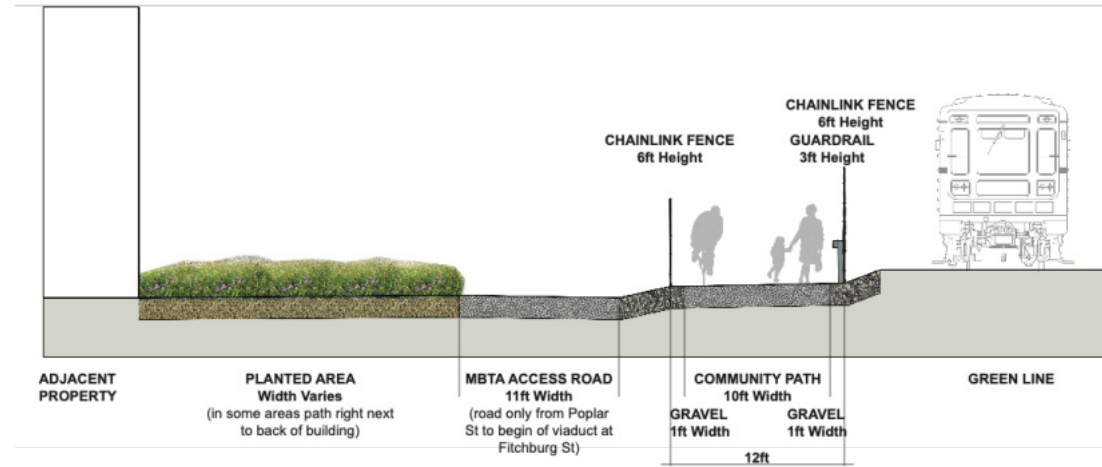 CHAINLINK FENCE
6ft Height
CHAINLINK FENCE
6ft Height
GUARDRAIL
3ft Height
ADJACENT
PROPERTY
PLANTED AREA
Width Varies
(in some areas path right next
to back of building)
MBTA ACCESS ROAD
11ft Width
(road only from Poplar
St to begin of viaduct at
Fitchburg St)
COMMUNITY PATH
10ft Width
GRAVEL
1ft Width
GRAVEL
1ft Width
12ft
GREEN LINE